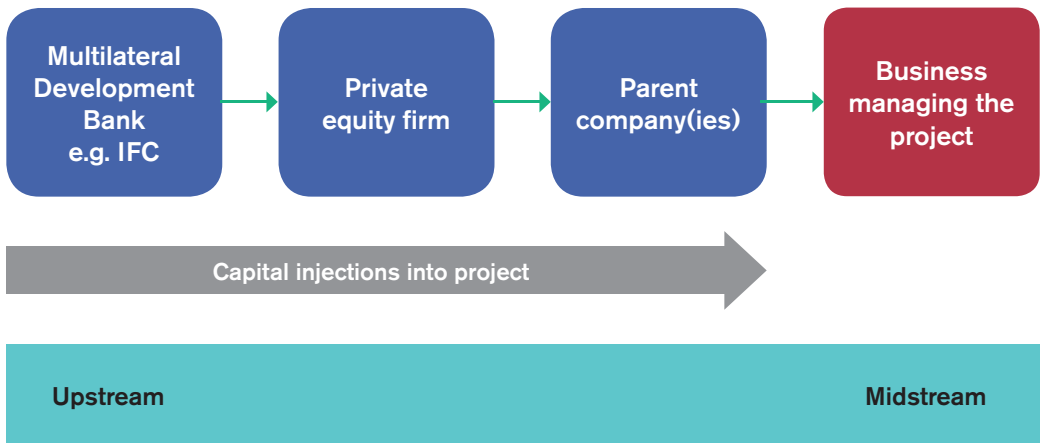 Multilateral
Development
Bank
e.g. IFC
Private
equity firm
Parent
company(ies)
Business
managing the
project
Capital injections into project
Upstream
Midstream